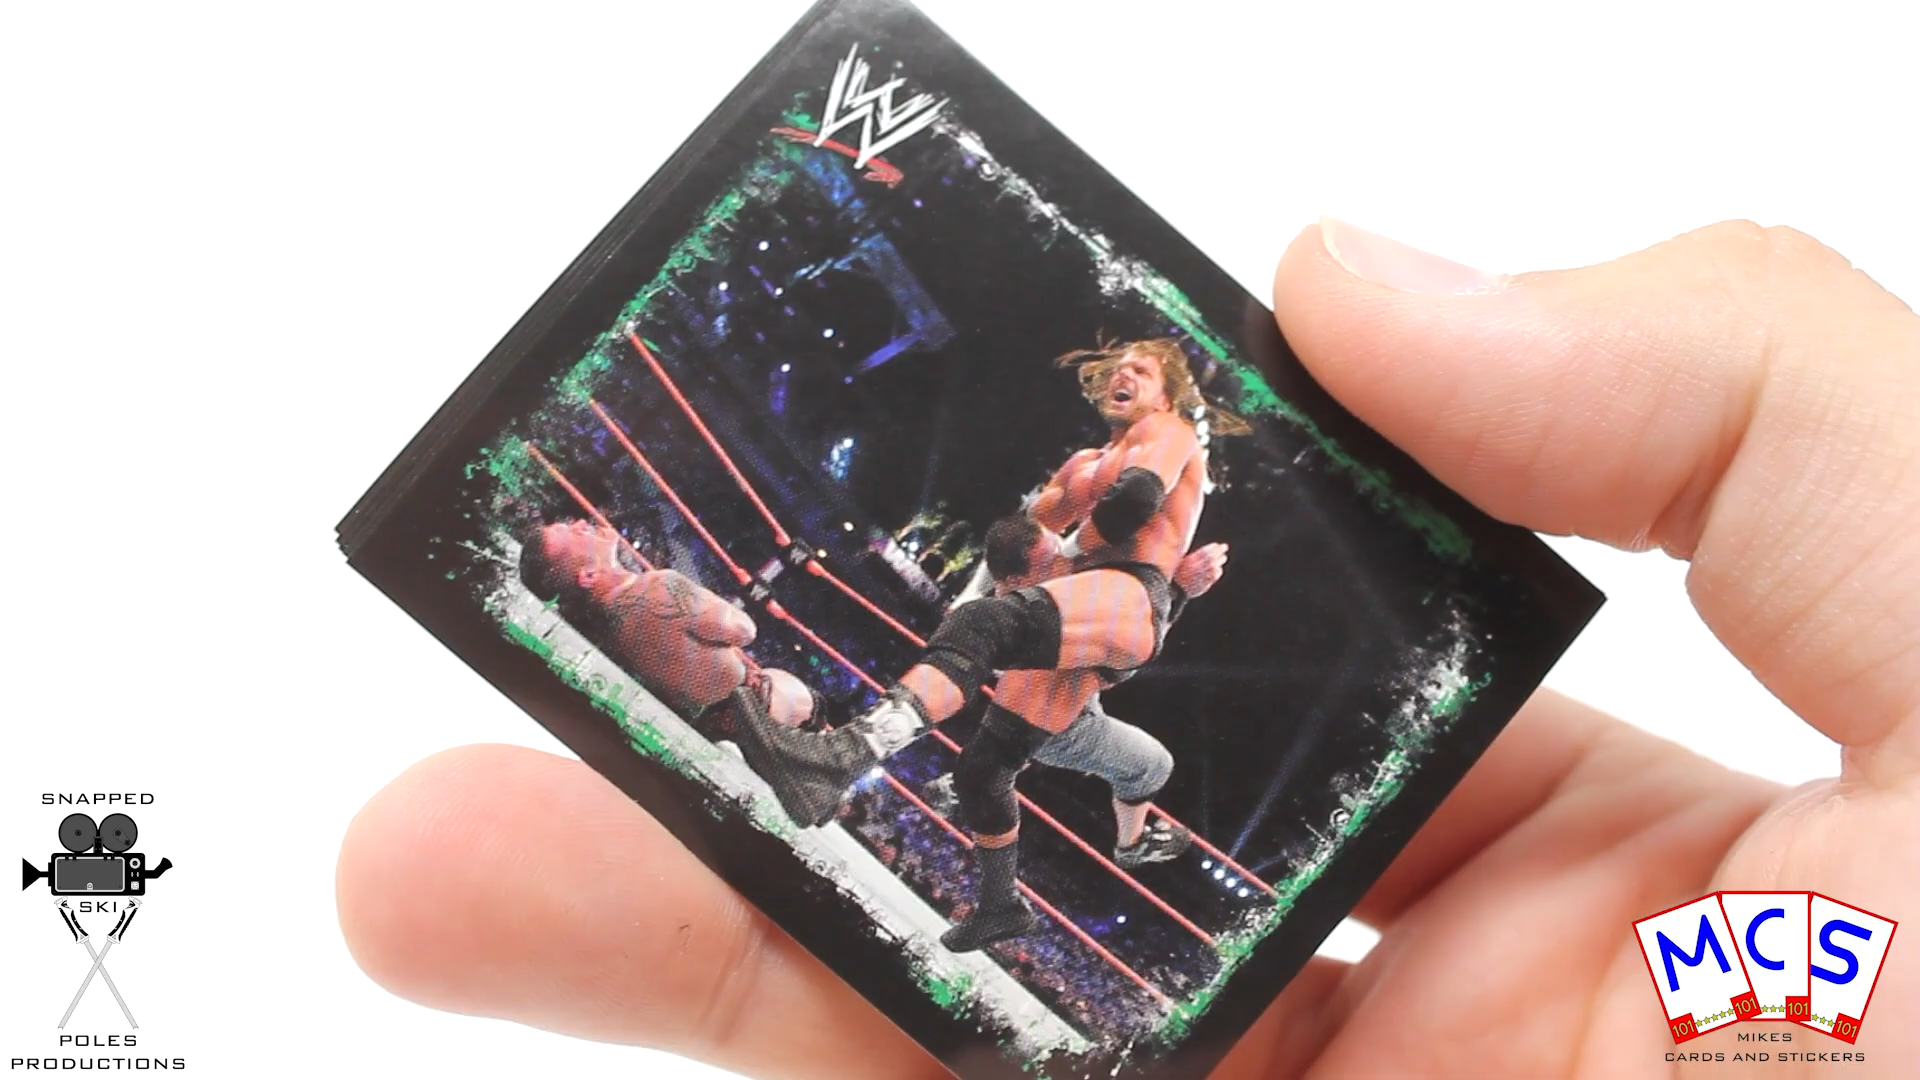 W
SNAPPED
SKI
POLES
PRODUCTIONS
MCS
101 101 101 101
MIKES
CARDS AND STICKERS